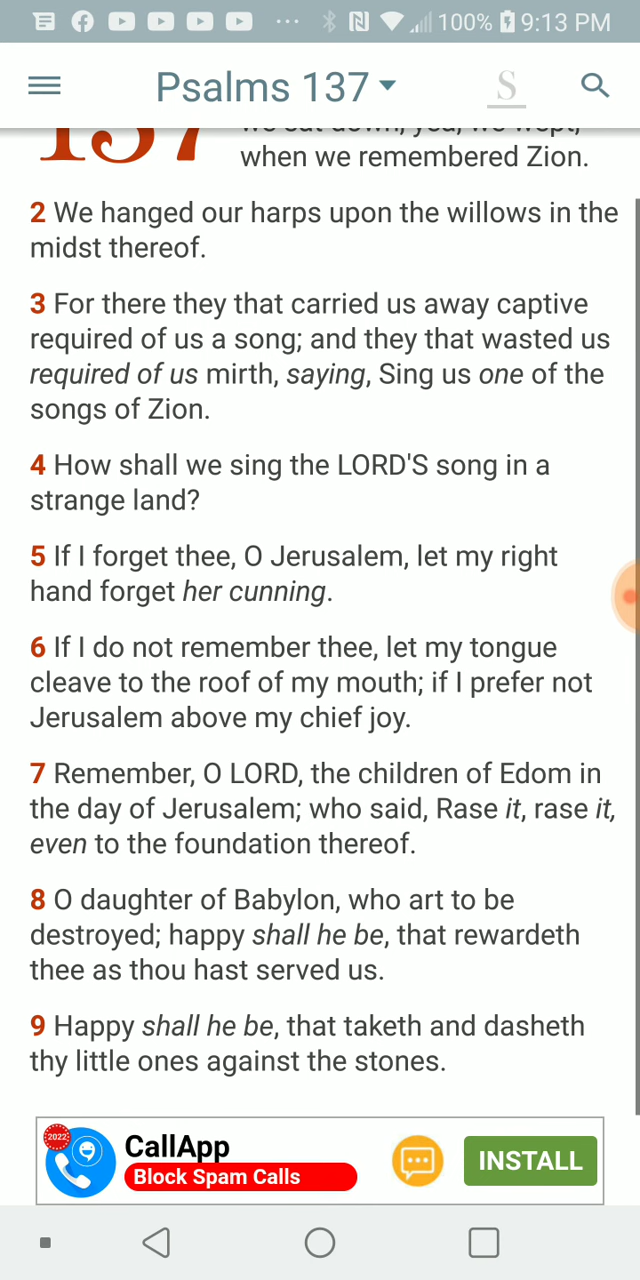 100% 9:13 PM
Psalms 137 S
137 we sat down, yea, we wept,
when we remembered Zion.
2 We hanged our harps upon the willows in the
midst thereof.
3 For there they that carried us away captive
required of us a song; and they that wasted us
required of us mirth, saying, Sing us one of the
songs of Zion.
4 How shall we sing the LORD'S song in a
strange land?
5 If I forget thee, O Jerusalem, let my right
hand forget her cunning.
6 If I do not remember thee, let my tongue
cleave to the roof of my mouth; if I prefer not
Jerusalem above my chief joy.
7 Remember, O LORD, the children of Edom in
the day of Jerusalem; who said, Rase it, rase it,
even to the foundation thereof.
8 O daughter of Babylon, who art to be
destroyed; happy shall he be, that rewardeth
thee as thou hast served us.
9 Happy shall he be, that taketh and dasheth
thy little ones against the stones.
2022
CallApp
Block Spam Calls
INSTALL